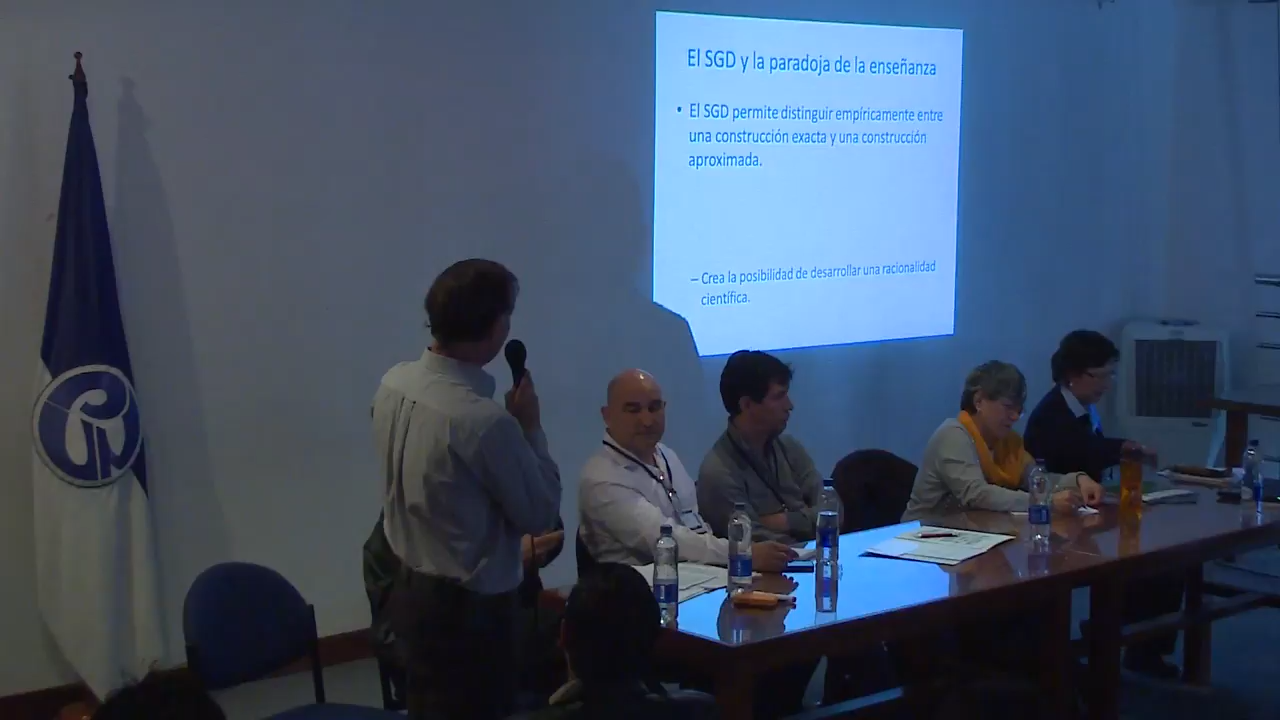 El SGD y la paradoja de la enseñanza
• El SGD permite distinguir empíricamente entre
una construcción exacta y una construcción
aproximada.
– Crea la posibilidad de desarrollar una racionalidad
científica.